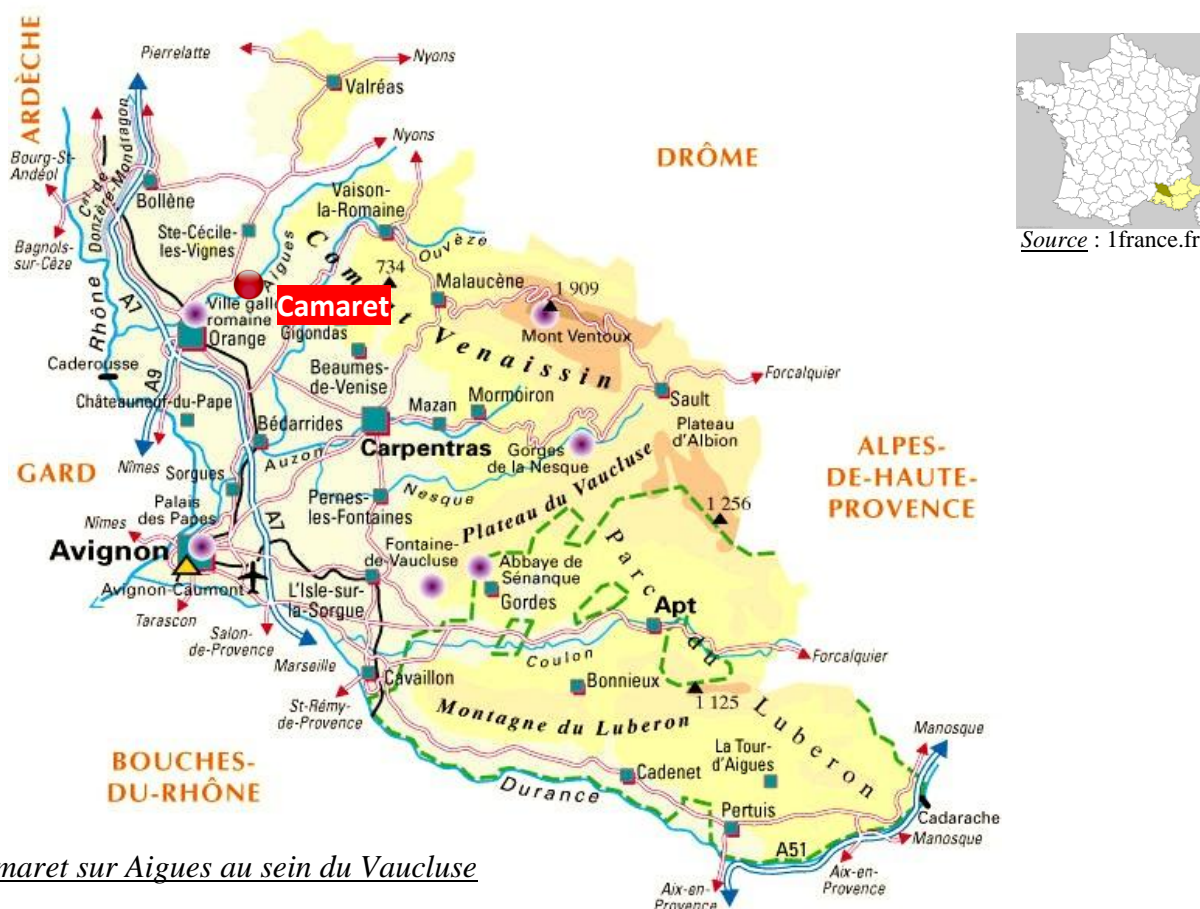 ARDÈCHE
Pierrelatte
Nyons
Valréas
Nyons
DRÔME
Bourg-St-
Andéol
Cal de
Donzère-Mondragon
Bollène
Vaison-
la-Romaine
Source : 1france.fr
Bagnols-
sur-Cèze
Ste-Cécile-
les-Vignes
Aigues
Ouvèze
Comtat Venaissin
734
Malaucène
1 909
Mont Ventoux
Rhône
A7
Ville gallo
romaine
Camaret
Orange
Gigondas
Caderousse
A9
Beaumes-
de-Venise
Forcalquier
Châteauneuf-du-Pape
Mazan
Mormoiron
Sault
Plateau
d'Albion
Bédarrides
Carpentras
Gorges
de la Nesque
ALPES-
DE-HAUTE-
PROVENCE
GARD
Nîmes
Sorgues
Auzon
Nesque
Plateau du Vaucluse
Palais
des Papes
Pernes-
les-Fontaines
1 256
Nîmes
A7
Avignon
Fontaine-
de-Vaucluse
Abbaye de
Sénanque
Parc du Luberon
Avignon-Caumont
L'Isle-sur-
la-Sorgue
Gordes
Apt
Tarascon
Salon-
de-Provence
Marseille
Coulon
Forcalquier
Cavaillon
Bonnieux
1 125
St-Rémy-
de-Provence
Montagne du Luberon
Manosque
La Tour-
d'Aigues
BOUCHES-
DU-RHÔNE
Cadenet
Durance
Pertuis
Cadarache
Manosque
A51
maret sur Aigues au sein du Vaucluse
Aix-en-
Provence
Aix-en-
Provence